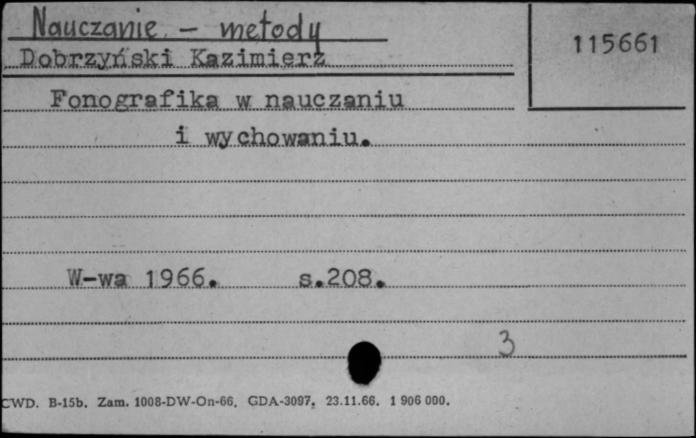 Nauczanie - metody
115661
Dobrzyński Kazimierz
Fonografika w nauczaniu
i wychowaniu.
W-wa 1966. s.208.
3
CWD. B-15b. Zam. 1008-DW-On-66. GDA-3097. 23.11.66. 1 906 000.